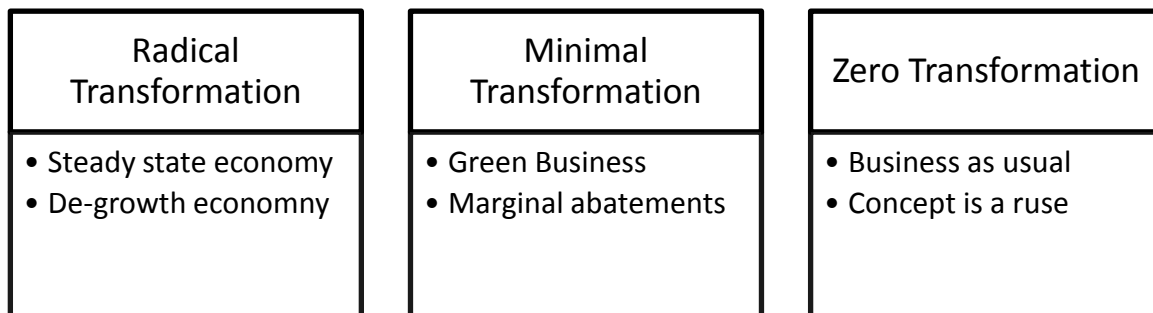 Radical
Transformation
• Steady state economy
• De-growth economny
Minimal
Transformation
• Green Business
• Marginal abatements
Zero Transformation
• Business as usual
• Concept is a ruse